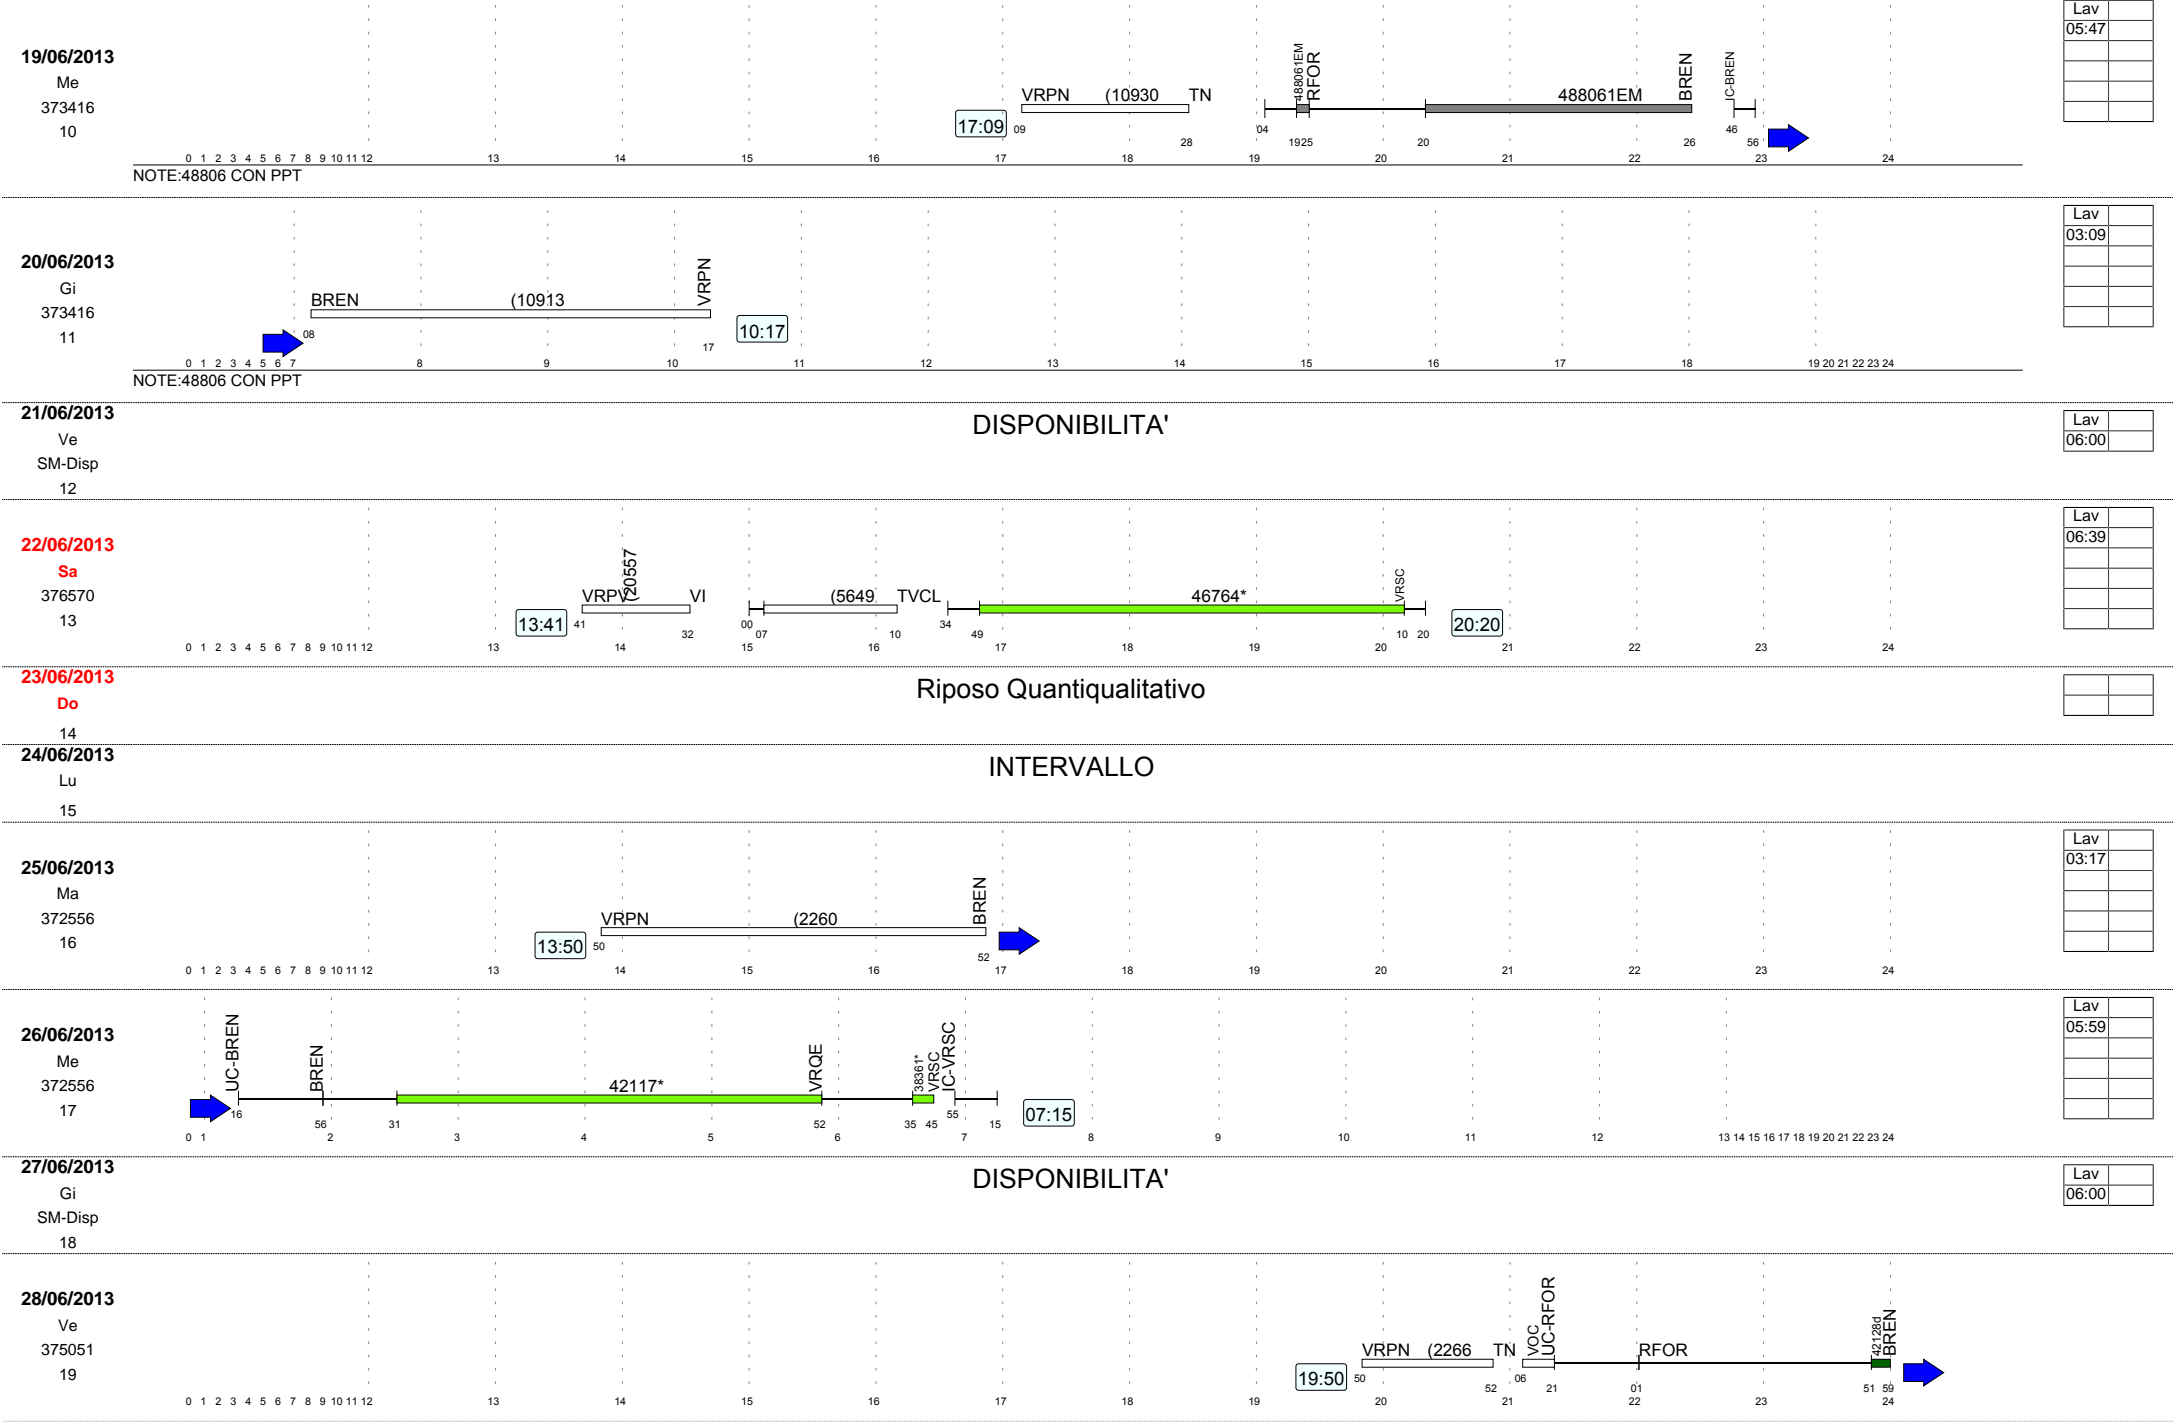 Lav
05:47
19/06/2013
Me
373416
10
17:09
VRPN (10930 TN
488061EM
RFOR
488061EM
BREN
IC-BREN
09 28 04 19 25 20 26 46 56
0 1 2 3 4 5 6 7 8 9 10 11 12 13 14 15 16 17 18 19 20 21 22 23 24
NOTE:48806 CON PPT
Lav
03:09
20/06/2013
Gi
373416
11
BREN (10913 VRPN
08 17
10:17
0 1 2 3 4 5 6 7 8 9 10 11 12 13 14 15 16 17 18 19 20 21 22 23 24
NOTE:48806 CON PPT
21/06/2013
Ve
SM-Disp
12
DISPONIBILITA'
Lav
06:00
22/06/2013
Sa
376570
13
13:41
VRPV (20557 VI
(5649 TVCL
46764*
VRSC
41 32 00 07 10 34 49 10 20
20:20
0 1 2 3 4 5 6 7 8 9 10 11 12 13 14 15 16 17 18 19 20 21 22 23 24
Lav
06:39
23/06/2013
Do
14
Riposo Quantiqualitativo
24/06/2013
Lu
15
INTERVALLO
25/06/2013
Ma
372556
16
13:50
VRPN (2260 BREN
50 52
0 1 2 3 4 5 6 7 8 9 10 11 12 13 14 15 16 17 18 19 20 21 22 23 24
Lav
03:17
26/06/2013
Me
372556
17
UC-BREN
BREN
42117*
VRQE
38361*
VRSC
IC-VRSC
16 56 31 52 35 45 55 15
07:15
0 1 2 3 4 5 6 7 8 9 10 11 12 13 14 15 16 17 18 19 20 21 22 23 24
Lav
05:59
27/06/2013
Gi
SM-Disp
18
DISPONIBILITA'
Lav
06:00
28/06/2013
Ve
375051
19
19:50
VRPN (2266 TN
VOC
UC-RFOR
RFOR
42128d
BREN
50 52 06 21 01 51 59
0 1 2 3 4 5 6 7 8 9 10 11 12 13 14 15 16 17 18 19 20 21 22 23 24